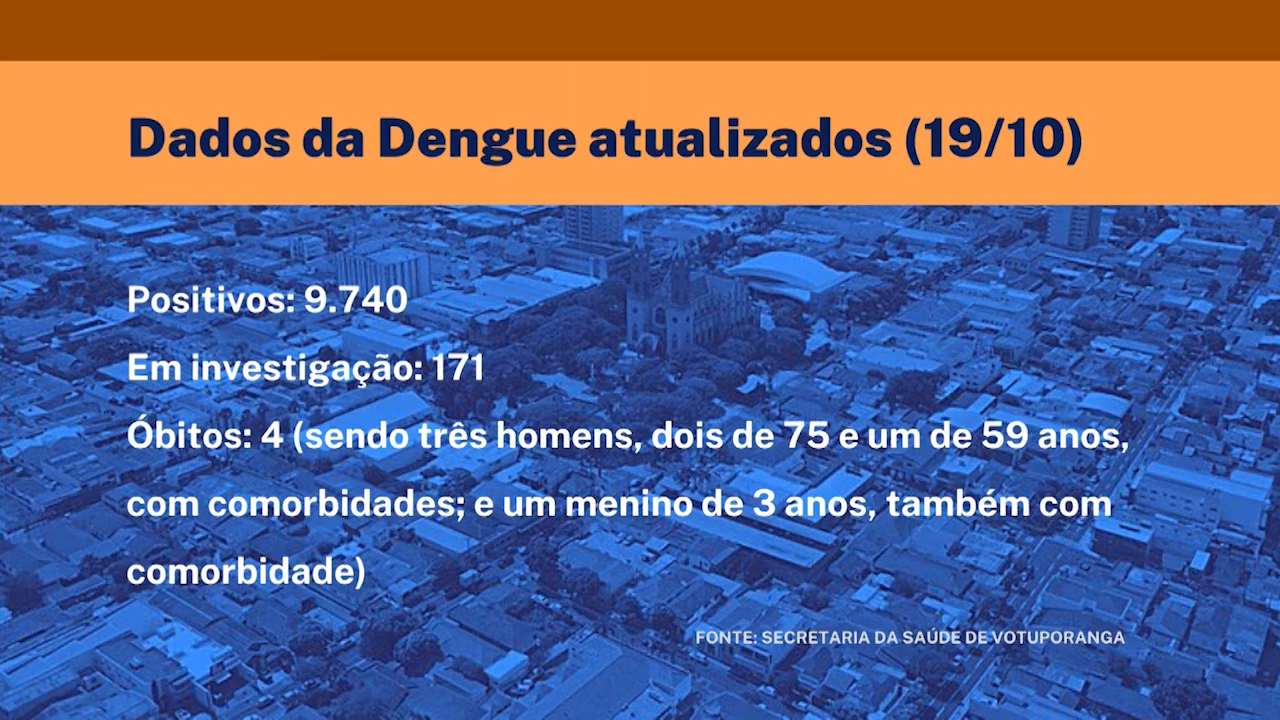 Dados da Dengue atualizados (19/10)
Positivos: 9.740
Em investigação: 171
Óbitos: 4 (sendo três homens, dois de 75 e um de 59 anos,
com comorbidades; e um menino de 3 anos, também com
comorbidade)
FONTE: SECRETARIA DA SAÚDE DE VOTUPORANGA